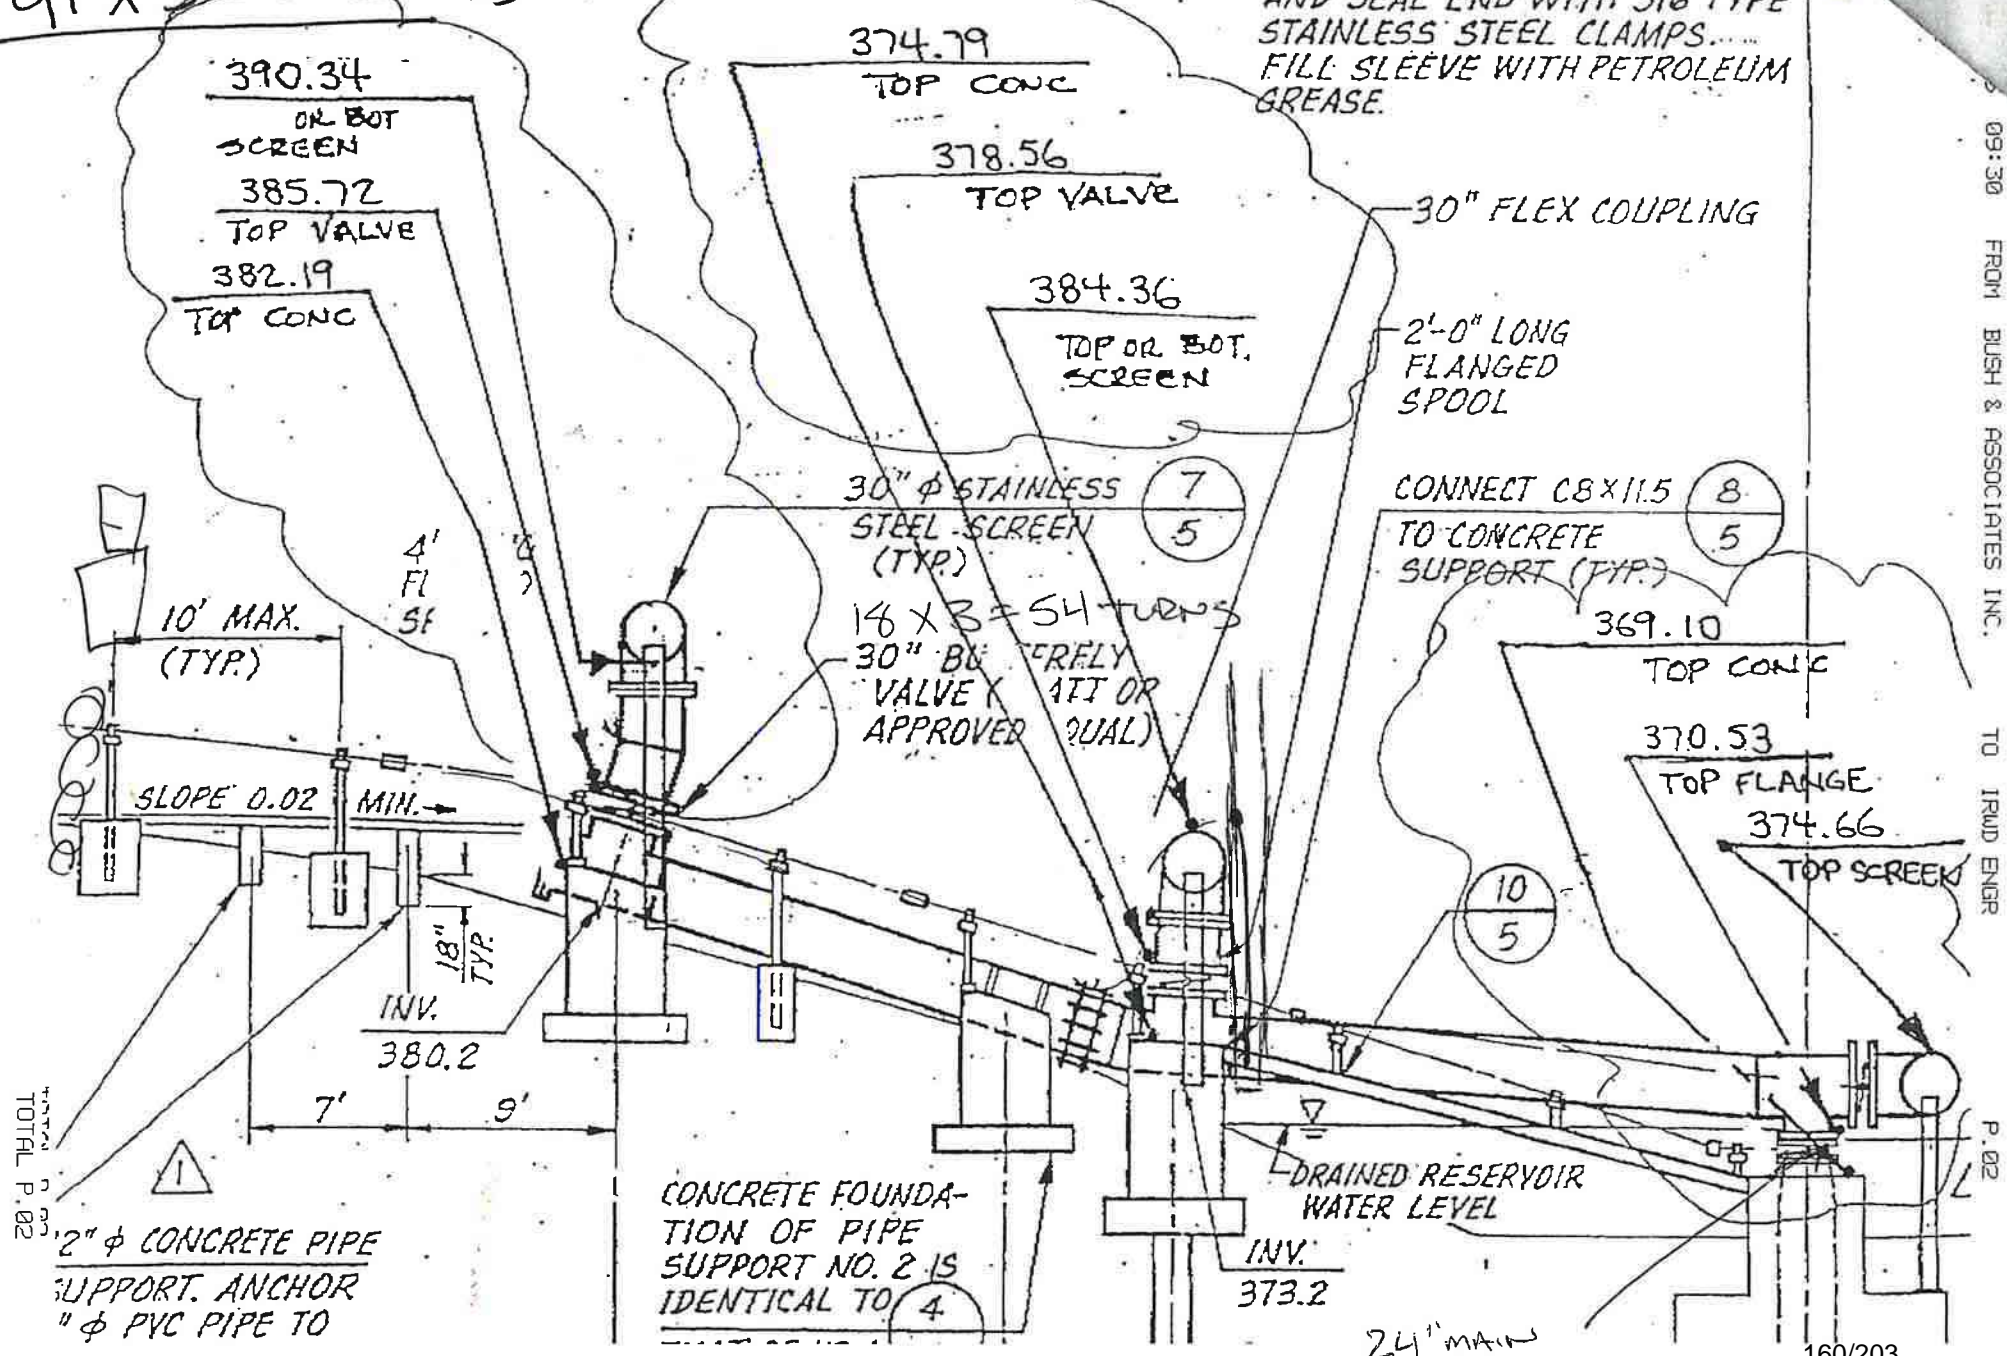 AND SEAL END WITH 316 TYPE
STAINLESS STEEL CLAMPS.
FILL SLEEVE WITH PETROLEUM
GREASE.
390.34
OR BOT
SCREEN
385.72
TOP VALVE
382.19
TOP CONC
374.79
TOP CONC
378.56
TOP VALVE
384.36
TOP OR BOT.
SCREEN
30" FLEX COUPLING
2'-0" LONG
FLANGED
SPOOL
30" φ STAINLESS
STEEL SCREEN
(TYP.)
7
5
CONNECT C8X11.5
TO CONCRETE
SUPPORT (TYP.)
8
5
18 X 3 = 54 TURNS
30"
VALVE
OR
APPROVED
4'
10' MAX.
(TYP.)
SLOPE 0.02 MIN.
369.10
TOP CONC
370.53
TOP FLANGE
374.66
TOP SCREEN
10
5
18"
TYP.
INV.
380.2
7'
9'
1
2" φ CONCRETE PIPE
SUPPORT. ANCHOR
" φ PVC PIPE TO
CONCRETE FOUNDA-
TION OF PIPE
SUPPORT NO. 2 IS
IDENTICAL TO
4
DRAINED RESERVOIR
WATER LEVEL
INV.
373.2
24" MAIN
09:30 FROM BUSH & ASSOCIATES INC. TO IRWD ENGR P.02
TOTAL P.02
160/203